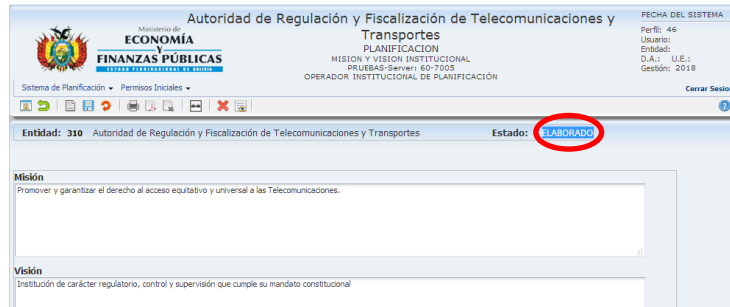 Autoridad de Regulación y Fiscalización de Telecomunicaciones y
Transportes
PLANIFICACION
MISION Y VISION INSTITUCIONAL
PRUEBAS-Server: 60-7005
OPERADOR INSTITUCIONAL DE PLANIFICACIÓN
Ministerio de
ECONOMÍA
Y
FINANZAS PÚBLICAS
ESTADO PLURINACIONAL DE BOLIVIA
FECHA DEL SISTEMA
Perfil: 46
Usuario:
Entidad:
D.A.: U.E.:
Gestión: 2018
Sistema de Planificación Permisos Iniciales
Cerrar Sesion
Entidad: 310 Autoridad de Regulación y Fiscalización de Telecomunicaciones y Transportes Estado: ELABORADO
Misión
Promover y garantizar el derecho al acceso equitativo y universal a las Telecomunicaciones.
Visión
Institución de carácter regulatorio, control y supervisión que cumple su mandato constitucional